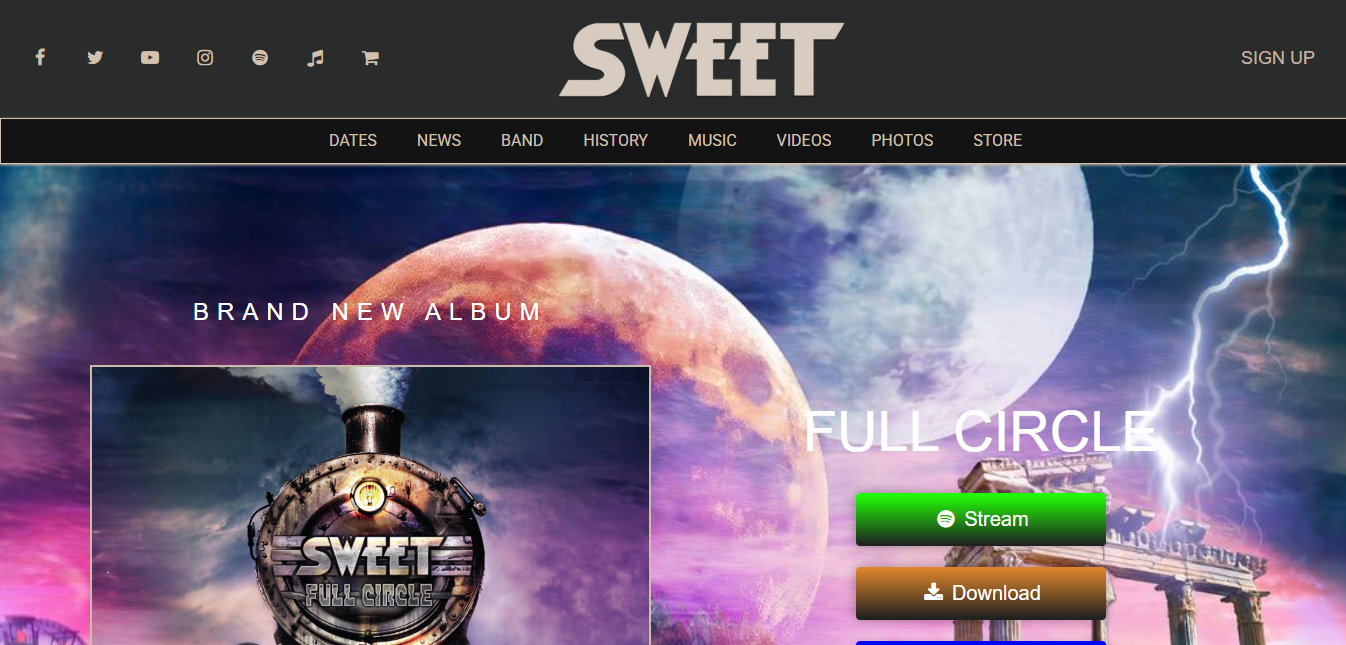 SWEET
SIGN UP
DATES NEWS BAND HISTORY MUSIC VIDEOS PHOTOS STORE
BRAND NEW ALBUM
SWEET
FULL CIRCLE
FULL CIRCLE
Stream
Download